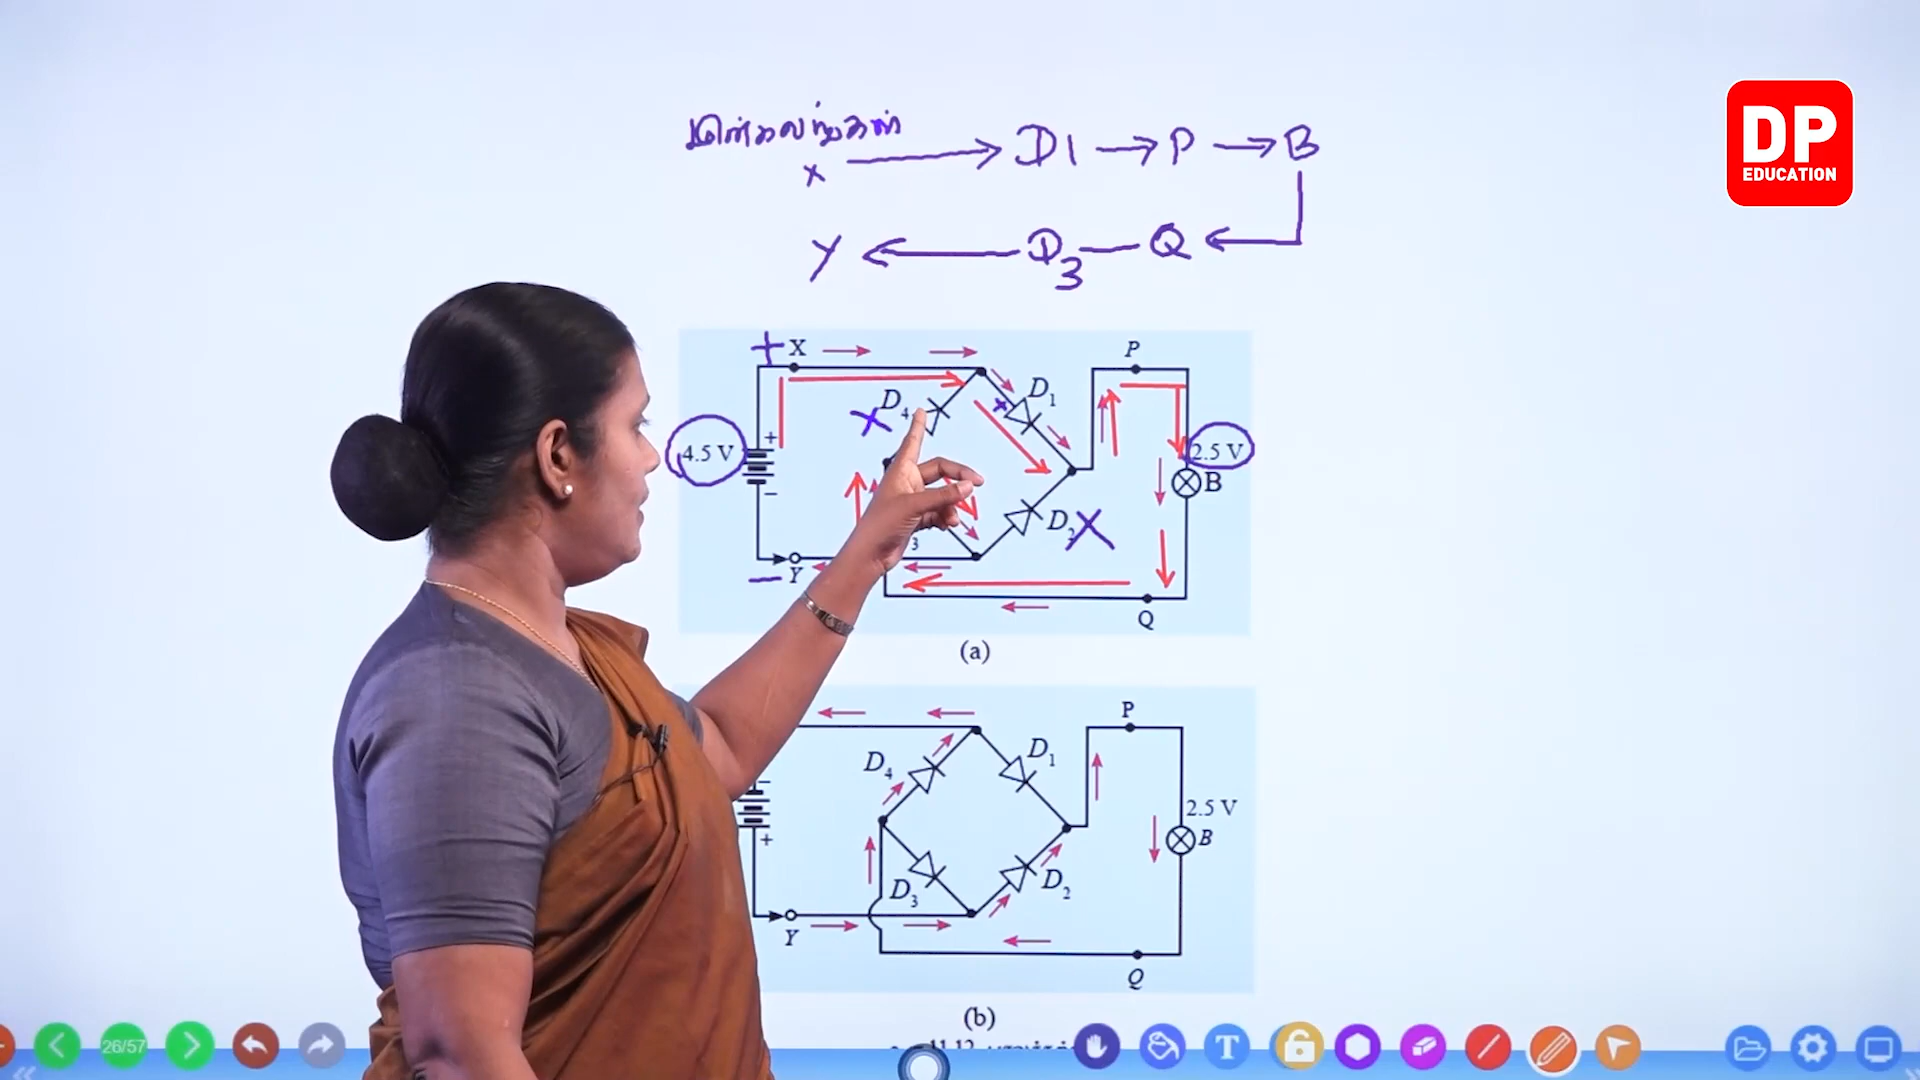 DP
EDUCATION
மின்கலங்கள்
X → D1 → P → B
Y ← D3 — Q ←
+ X
P
D4
D1
X
+
4.5 V
2.5 V
B
−
D2 X
3
− Y
Q
(a)
P
D4
D1
−
2.5 V
+
B
D3
D2
Y
Q
(b)
26/57
T